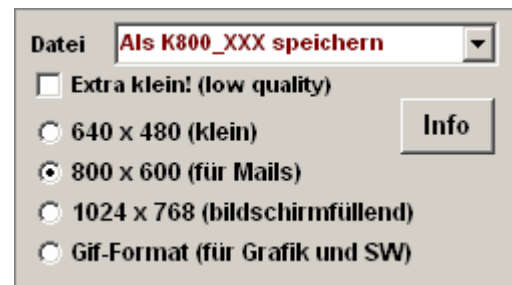 Datei Als K800_XXX speichern
Extra klein! (low quality)
640 x 480 (klein) Info
800 x 600 (für Mails)
1024 x 768 (bildschirmfüllend)
Gif-Format (für Grafik und SW)